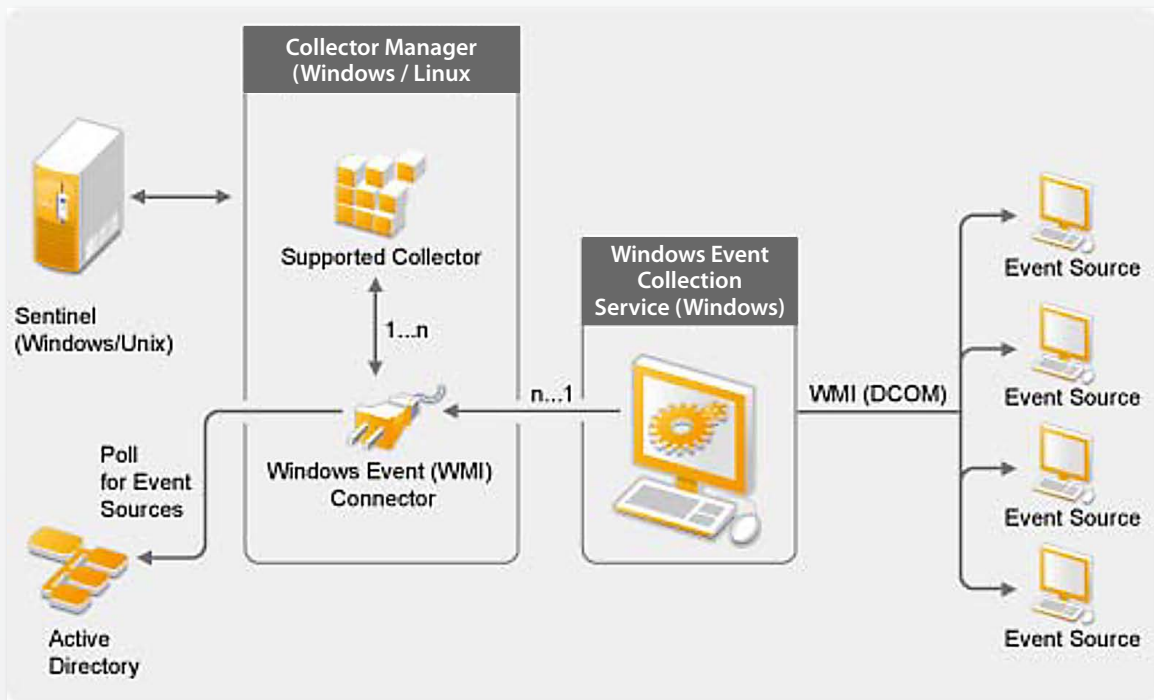 Collector Manager
(Windows / Linux
Supported Collector
Sentinel
(Windows/Unix)
1...n
Windows Event
Collection
Service (Windows)
n...1
WMI (DCOM)
Poll
for Event
Sources
Windows Event (WMI)
Connector
Active
Directory
Event Source
Event Source
Event Source
Event Source